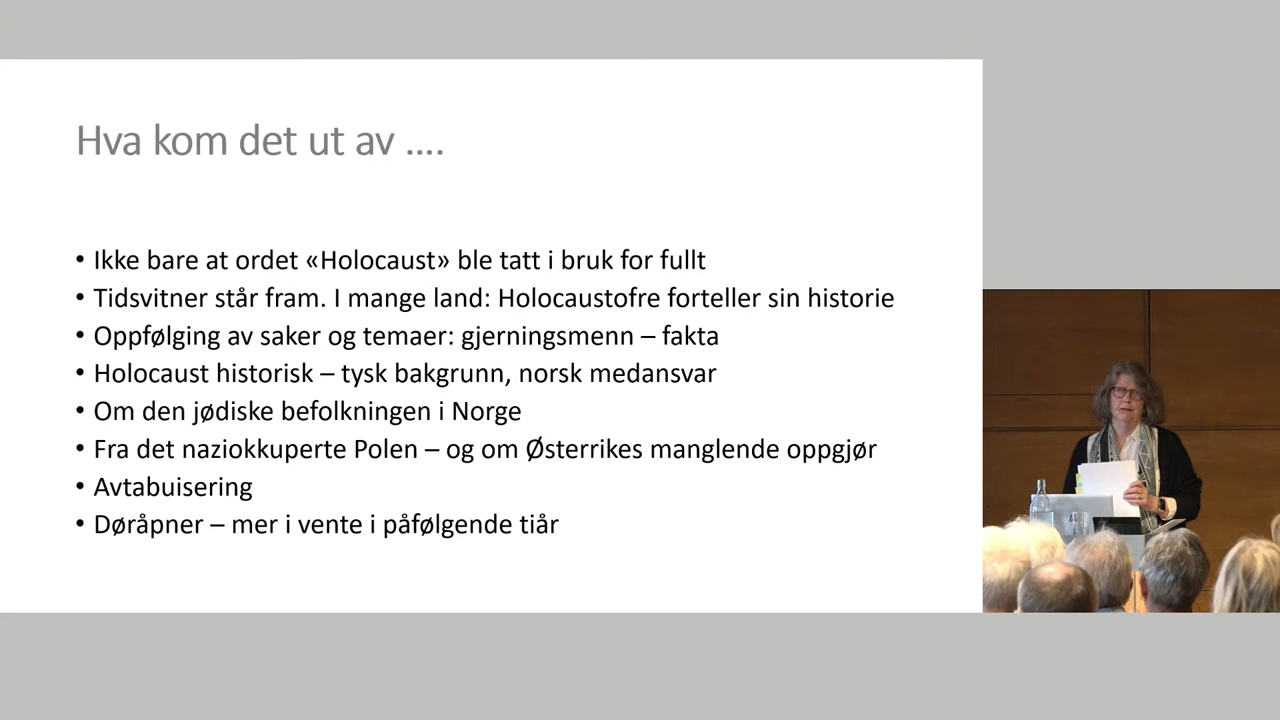 Hva kom det ut av ....
• Ikke bare at ordet «Holocaust» ble tatt i bruk for fullt
• Tidsvitner står fram. I mange land: Holocaustofre forteller sin historie
• Oppfølging av saker og temaer: gjerningsmenn – fakta
• Holocaust historisk – tysk bakgrunn, norsk medansvar
• Om den jødiske befolkningen i Norge
• Fra det naziokkuperte Polen – og om Østerrikes manglende oppgjør
• Avtabuisering
• Døråpner – mer i vente i påfølgende tiår